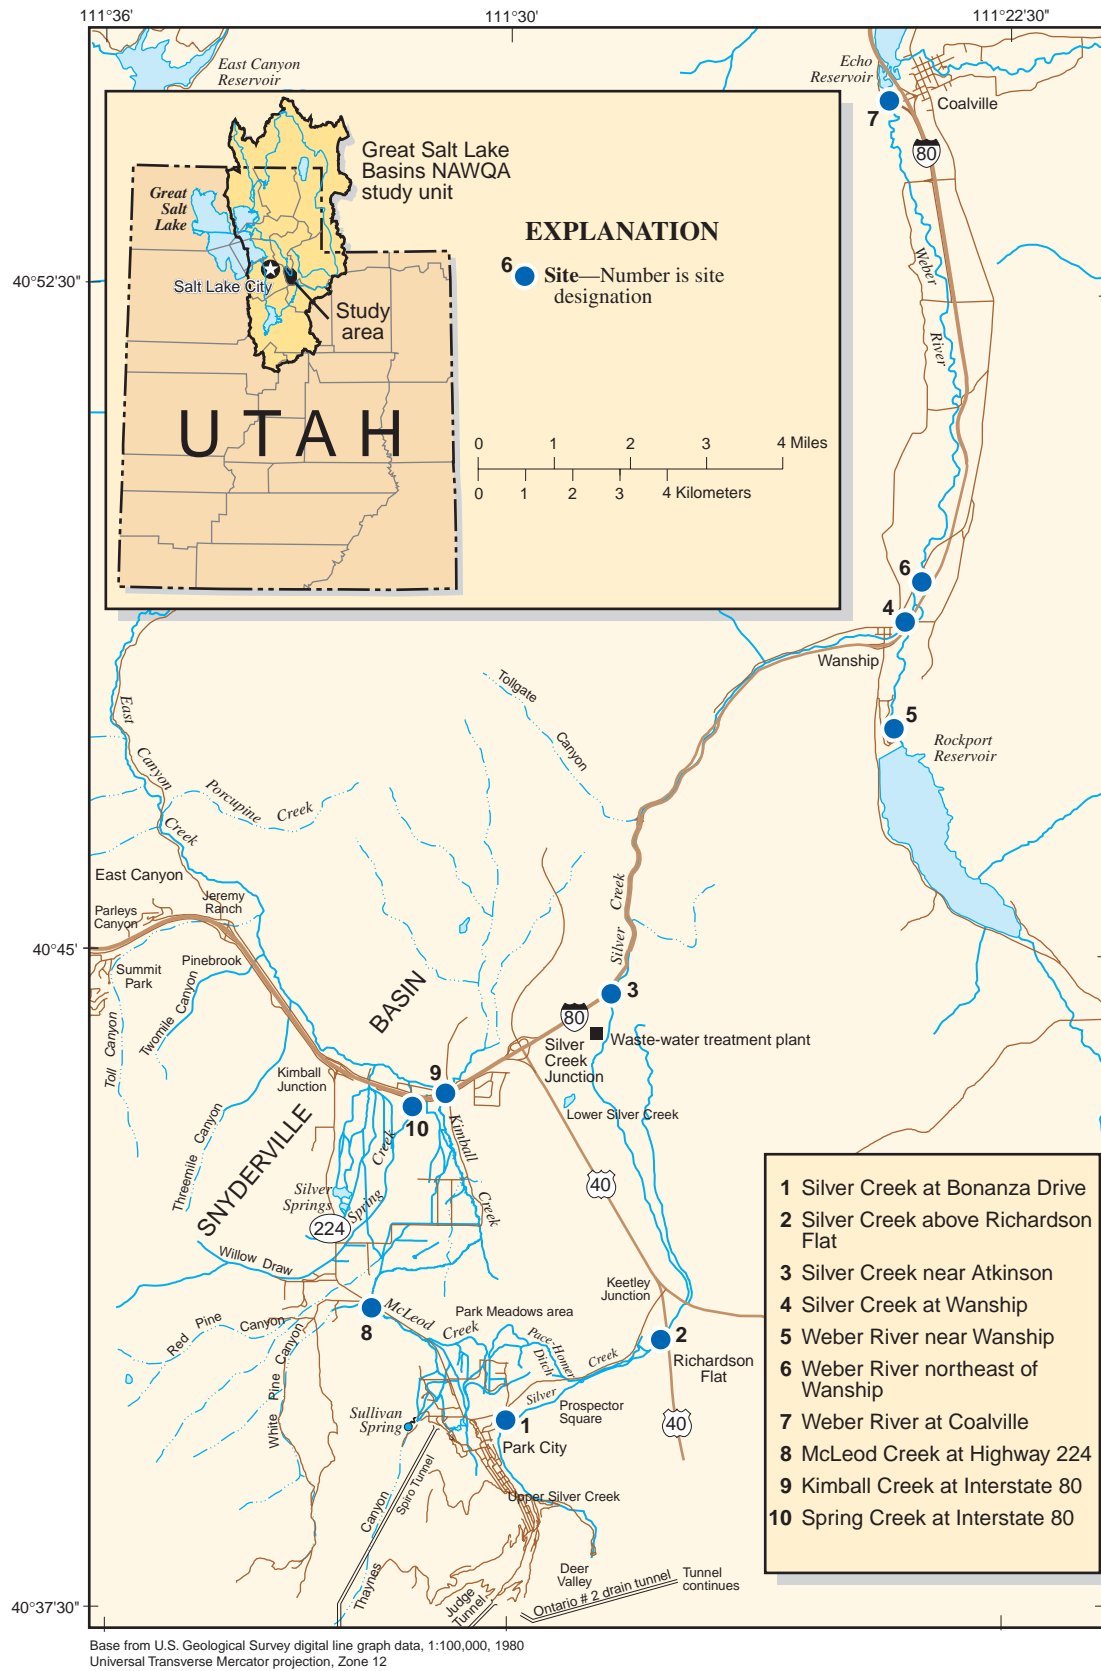 111°36'
111°30'
111°22'30"
East Canyon
Reservoir
Echo
Reservoir
Coalville
7
80
Great Salt Lake
Basins NAWQA
study unit
Great
Salt
Lake
Salt Lake City
Study
area
UTAH
EXPLANATION
6
Site—Number is site
designation
0 1 2 3 4 Miles
0 1 2 3 4 Kilometers
40°52'30"
Weber
River
6
4
Wanship
5
Rockport
Reservoir
Tollgate
Canyon
East
Canyon
Creek
Porcupine
Creek
East Canyon
Jeremy
Ranch
Parleys
Canyon
Silver
Creek
40°45'
Summit
Park
Pinebrook
Twomile Canyon
Toll Canyon
BASIN
3
80
Waste-water treatment plant
Silver
Creek
Junction
Kimball
Junction
9
10
Lower Silver Creek
Threemile Canyon
SNYDERVILLE
Kimball
Creek
Spring
Creek
Silver
Springs
224
40
Willow Draw
Keetley
Junction
Red Pine Canyon
White Pine Canyon
8
McLeod
Creek
Park Meadows area
Pace-Homer
Ditch
Silver
Creek
2
Richardson
Flat
Prospector
Square
Sullivan
Spring
1
Park City
40
Thaynes
Canyon
Spiro Tunnel
Upper Silver Creek
Deer
Valley
Judge
Tunnel
Ontario # 2 drain tunnel
Tunnel
continues
40°37'30"
1 Silver Creek at Bonanza Drive
2 Silver Creek above Richardson
Flat
3 Silver Creek near Atkinson
4 Silver Creek at Wanship
5 Weber River near Wanship
6 Weber River northeast of
Wanship
7 Weber River at Coalville
8 McLeod Creek at Highway 224
9 Kimball Creek at Interstate 80
10 Spring Creek at Interstate 80
Base from U.S. Geological Survey digital line graph data, 1:100,000, 1980
Universal Transverse Mercator projection, Zone 12